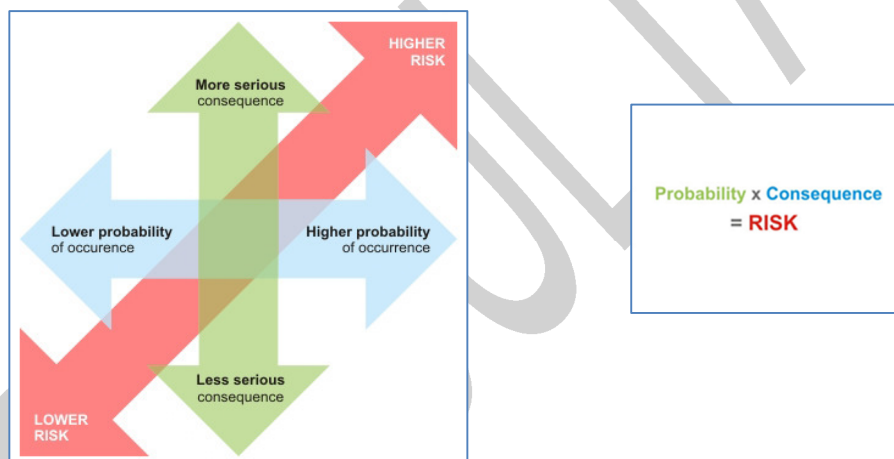 HIGHER
RISK
More serious
consequence
Lower probability
of occurence
Higher probability
of occurrence
Less serious
consequence
LOWER
RISK
Probability x Consequence
= RISK